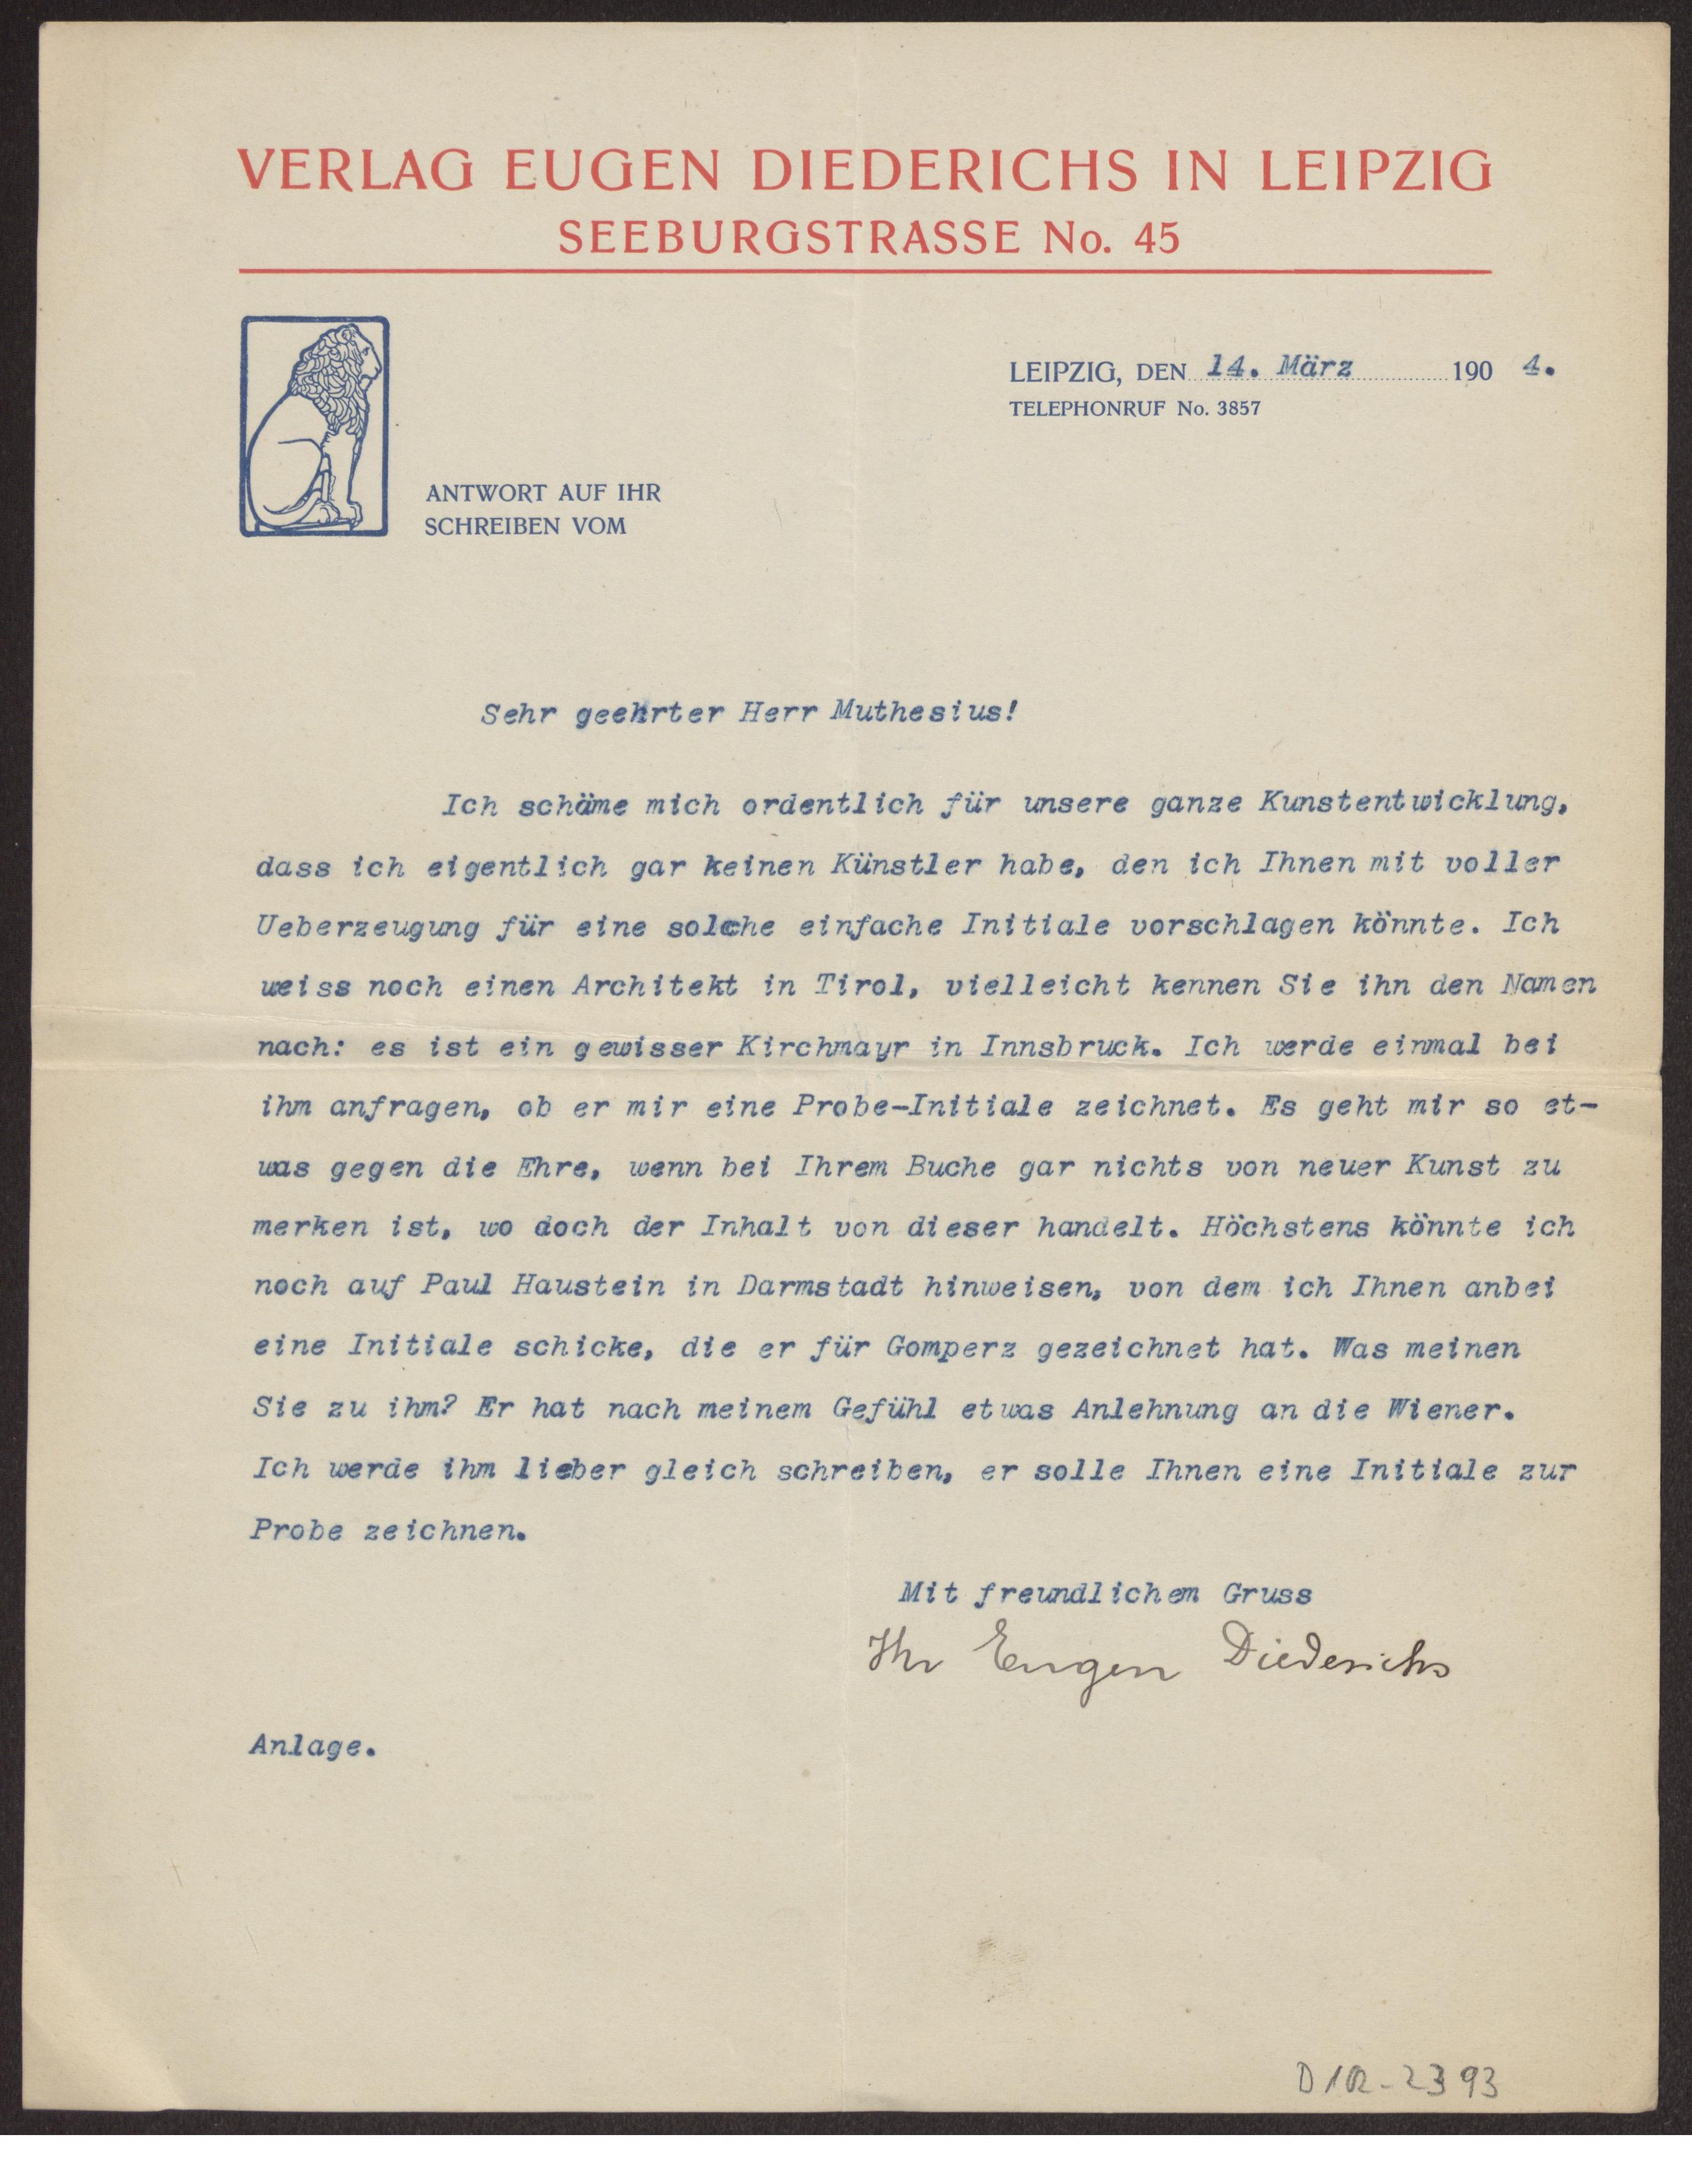 VERLAG EUGEN DIEDERICHS IN LEIPZIG
SEEBURGSTRASSE No. 45
LEIPZIG, DEN 14. März 190 4.
TELEPHONRUF No. 3857
ANTWORT AUF IHR
SCHREIBEN VOM
Sehr geehrter Herr Muthesius!
Ich schäme mich ordentlich für unsere ganze Kunstentwicklung,
dass ich eigentlich gar keinen Künstler habe, den ich Ihnen mit voller
Ueberzeugung für eine solche einfache Initiale vorschlagen könnte. Ich
weiss noch einen Architekt in Tirol, vielleicht kennen Sie ihn den Namen
nach: es ist ein gewisser Kirchmayr in Innsbruck. Ich werde einmal bei
ihm anfragen, ob er mir eine Probe-Initiale zeichnet. Es geht mir so et-
was gegen die Ehre, wenn bei Ihrem Buche gar nichts von neuer Kunst zu
merken ist, wo doch der Inhalt von dieser handelt. Höchstens könnte ich
noch auf Paul Haustein in Darmstadt hinweisen, von dem ich Ihnen anbei
eine Initiale schicke, die er für Gomperz gezeichnet hat. Was meinen
Sie zu ihm? Er hat nach meinem Gefühl etwas Anlehnung an die Wiener.
Ich werde ihm lieber gleich schreiben, er solle Ihnen eine Initiale zur
Probe zeichnen.
Mit freundlichem Gruss
Ihr Eugen Diederichs
Anlage.